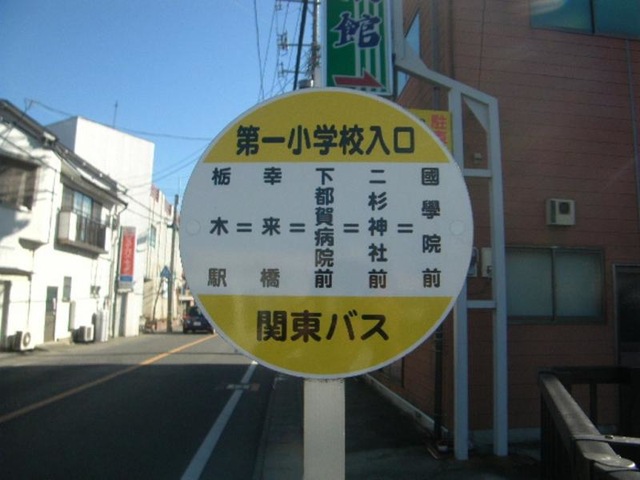 館
第一小学校入口
栃木駅＝幸来橋＝下都賀病院前＝二杉神社前＝國學院前
関東バス